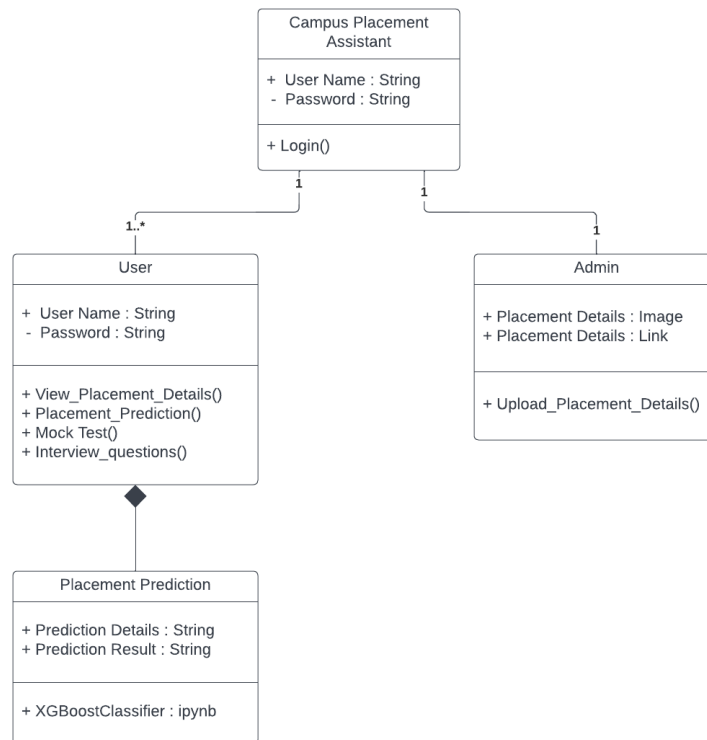 Campus Placement
Assistant
+ User Name : String
- Password : String
+ Login()
1
1
1..*
1
User
+ User Name : String
- Password : String
+ View_Placement_Details()
+ Placement_Prediction()
+ Mock Test()
+ Interview_questions()
Admin
+ Placement Details : Image
+ Placement Details : Link
+ Upload_Placement_Details()
Placement Prediction
+ Prediction Details : String
+ Prediction Result : String
+ XGBoostClassifier : ipynb